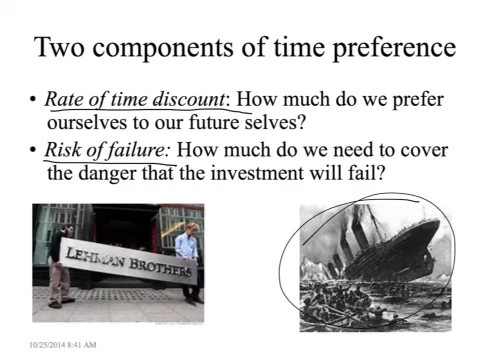 Two components of time preference
• Rate of time discount: How much do we prefer
ourselves to our future selves?
• Risk of failure: How much do we need to cover
the danger that the investment will fail?
LEHMAN BROTHERS
10/25/2014 8:41 AM